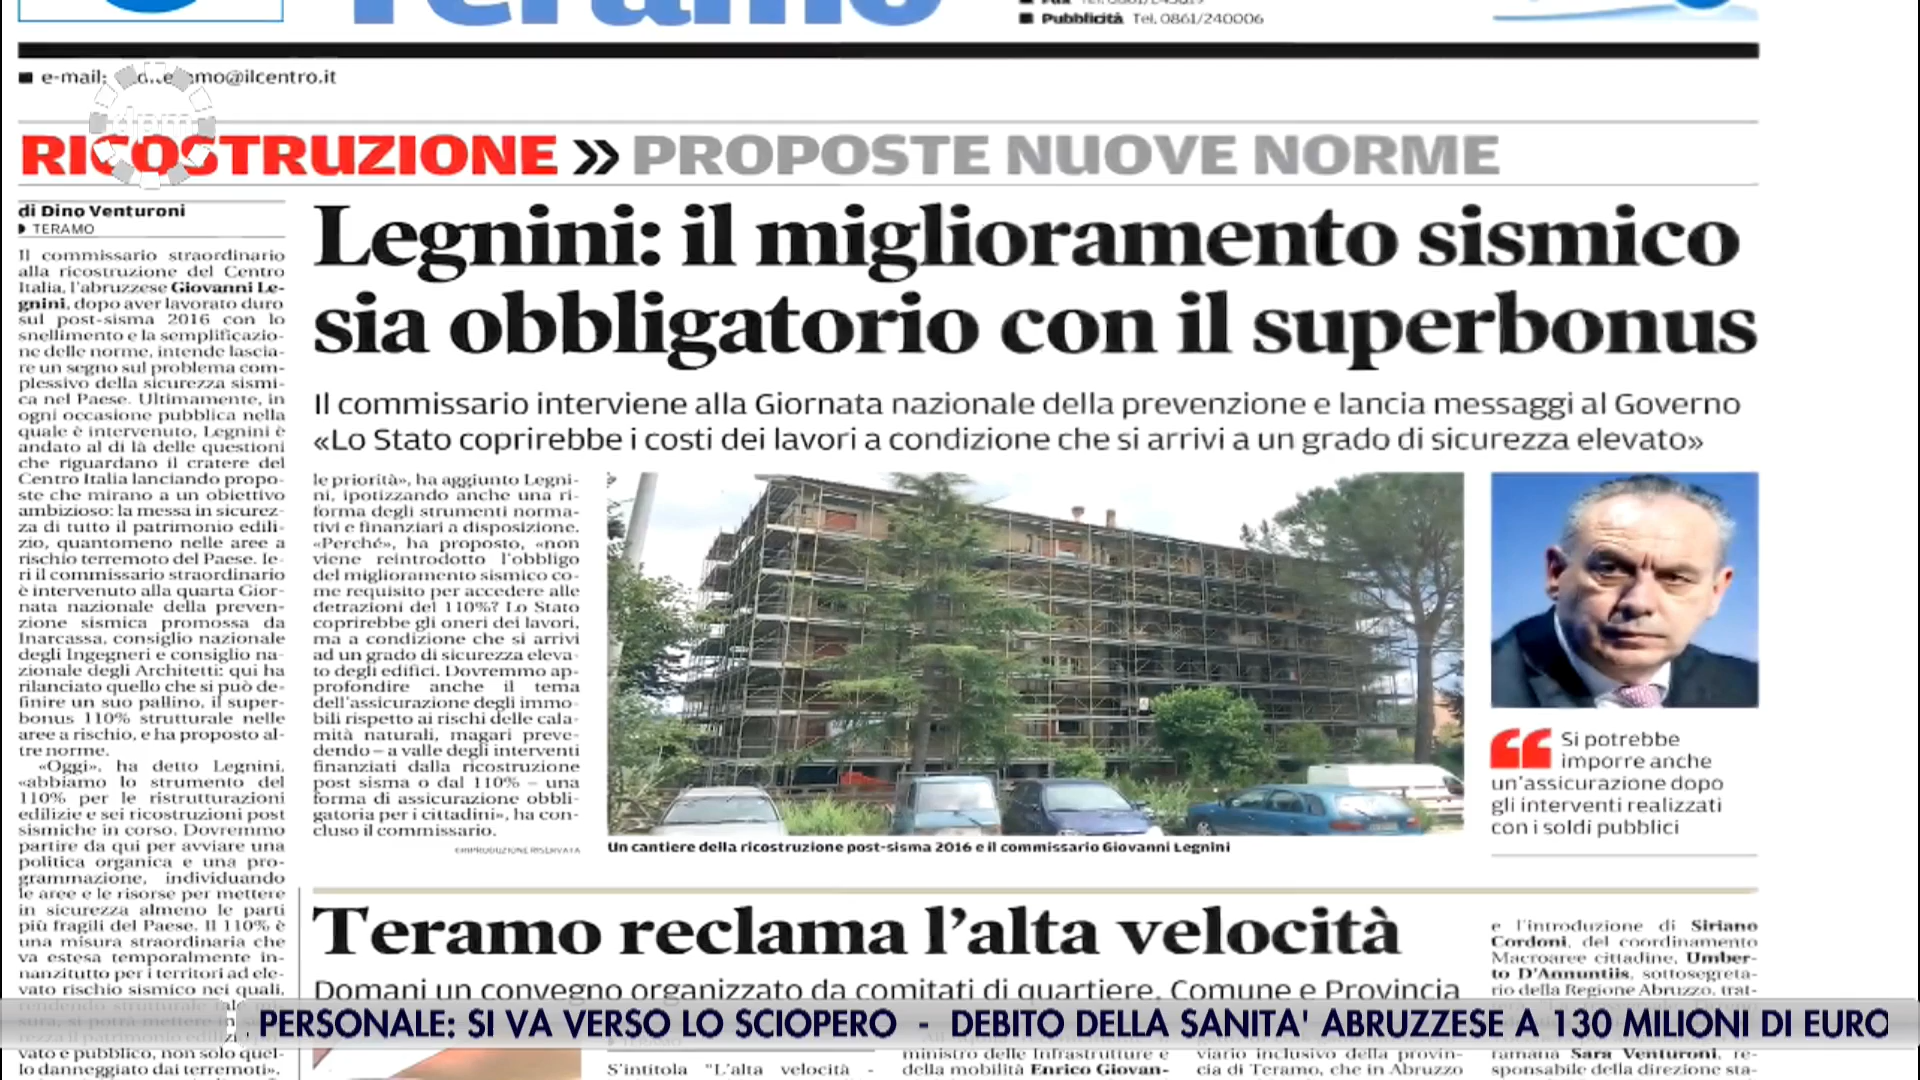 Teramo
■ Pubblicità Tel. 0861/240006
■ e-mail:
dpm
RICOSTRUZIONE » PROPOSTE NUOVE NORME
di Dino Venturoni
TERAMO
Il commissario straordinario
alla ricostruzione del Centro
Italia, l'abruzzese Giovanni Le-
gnini, dopo aver lavorato duro
sul post-sisma 2016 con lo
snellimento e la semplificazio-
ne delle norme, intende lascia-
re un segno sul problema com-
plessivo della sicurezza sismi-
ca nel Paese. Ultimamente, in
ogni occasione pubblica nella
quale è intervenuto, Legnini è
andato al di là delle questioni
che riguardano il cratere del
Centro Italia lanciando propo-
ste che mirano a un obiettivo
ambizioso: la messa in sicurez-
za di tutto il patrimonio edili-
zio, quantomeno nelle aree a
rischio terremoto del Paese. Ie-
ri il commissario straordinario
è intervenuto alla quarta Gior-
nata nazionale della preven-
zione sismica promossa da
Inarcassa, consiglio nazionale
degli Ingegneri e consiglio na-
zionale degli Architetti: qui ha
rilanciato quello che si può de-
finire un suo pallino, il super-
bonus 110% strutturale nelle
aree a rischio, e ha proposto al-
tre norme.
«Oggi», ha detto Legnini,
«abbiamo lo strumento del
110% per le ristrutturazioni
edilizie e sei ricostruzioni post
sismiche in corso. Dovremmo
partire da qui per avviare una
politica organica e una pro-
grammazione, individuando
le aree e le risorse per mettere
in sicurezza almeno le parti
più fragili del Paese. Il 110% è
una misura straordinaria che
va estesa temporalmente in-
nanzitutto per i territori ad ele-
vato rischio sismico nei quali,
vato e pubblico, non solo quel-
lo danneggiato dai terremoti».
Legnini: il miglioramento sismico
sia obbligatorio con il superbonus
Il commissario interviene alla Giornata nazionale della prevenzione e lancia messaggi al Governo
«Lo Stato coprirebbe i costi dei lavori a condizione che si arrivi a un grado di sicurezza elevato»
le priorità», ha aggiunto Legni-
ni, ipotizzando anche una ri-
forma degli strumenti norma-
tivi e finanziari a disposizione.
«Perché», ha proposto, «non
viene reintrodotto l'obbligo
del miglioramento sismico co-
me requisito per accedere alle
detrazioni del 110%? Lo Stato
coprirebbe gli oneri dei lavori,
ma a condizione che si arrivi
ad un grado di sicurezza eleva-
to degli edifici. Dovremmo ap-
profondire anche il tema
dell'assicurazione degli immo-
bili rispetto ai rischi delle cala-
mità naturali, magari preve-
dendo – a valle degli interventi
finanziati dalla ricostruzione
post sisma o dal 110% – una
forma di assicurazione obbli-
gatoria per i cittadini», ha con-
cluso il commissario.
©RIPRODUZIONE RISERVATA
Un cantiere della ricostruzione post-sisma 2016 e il commissario Giovanni Legnini
Si potrebbe
imporre anche
un'assicurazione dopo
gli interventi realizzati
con i soldi pubblici
Teramo reclama l'alta velocità
Domani un convegno organizzato da comitati di quartiere, Comune e Provincia
S'intitola "L'alta velocità -
ministro delle Infrastrutture e
della mobilità Enrico Giovan-
viario inclusivo della provin-
cia di Teramo, che in Abruzzo
e l'introduzione di Siriano
Cordoni, del coordinamento
Macroaree cittadine, Umber-
to D'Annuntiis, sottosegreta-
rio della Regione Abruzzo, trat-
ramana Sara Venturoni, re-
sponsabile della direzione sta-
PERSONALE: SI VA VERSO LO SCIOPERO - DEBITO DELLA SANITA' ABRUZZESE A 130 MILIONI DI EURO